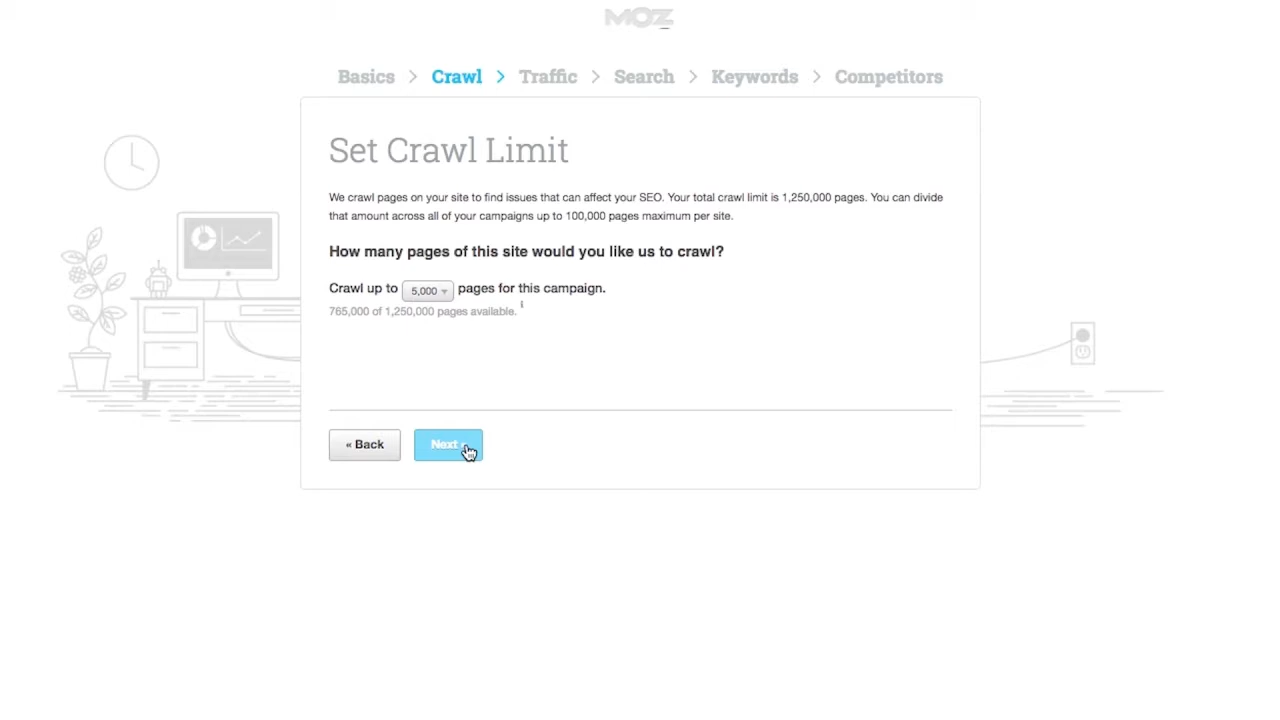 MOZ
Basics > Crawl > Traffic > Search > Keywords > Competitors
Set Crawl Limit
We crawl pages on your site to find issues that can affect your SEO. Your total crawl limit is 1,250,000 pages. You can divide
that amount across all of your campaigns up to 100,000 pages maximum per site.
How many pages of this site would you like us to crawl?
Crawl up to 5,000 pages for this campaign.
765,000 of 1,250,000 pages available. i
« Back
Next